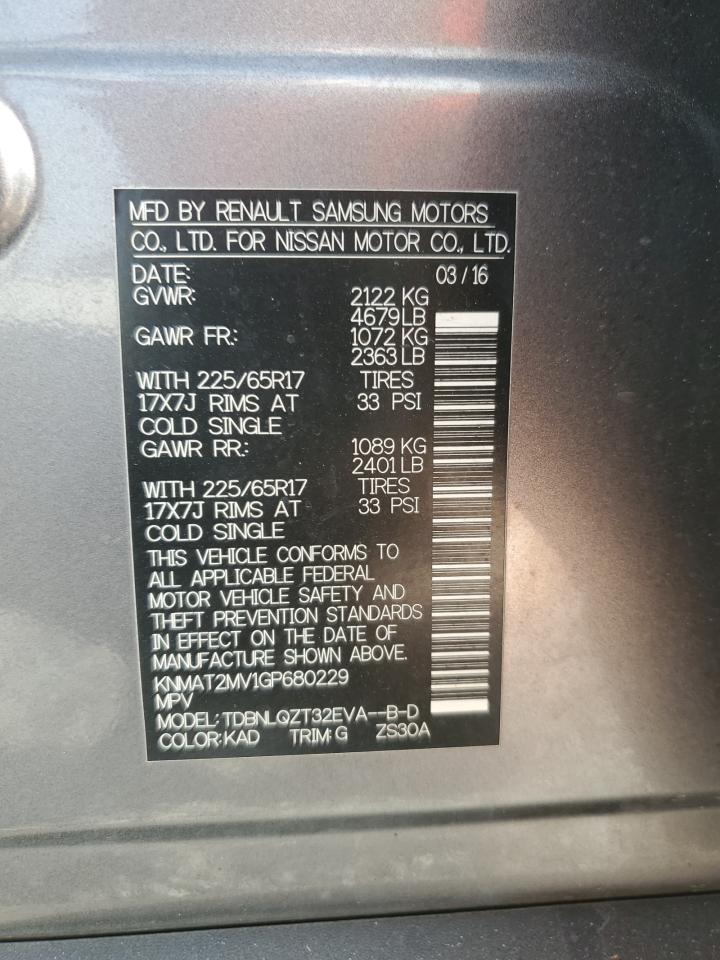 MFD BY RENAULT SAMSUNG MOTORS
CO., LTD. FOR NISSAN MOTOR CO., LTD.
DATE: 03/16
GVWR: 2122 KG
4679 LB
GAWR FR.: 1072 KG
2363 LB
WITH 225/65R17 TIRES
17X7J RIMS AT 33 PSI
COLD SINGLE
GAWR RR.: 1089 KG
2401 LB
WITH 225/65R17 TIRES
17X7J RIMS AT 33 PSI
COLD SINGLE
THIS VEHICLE CONFORMS TO
ALL APPLICABLE FEDERAL
MOTOR VEHICLE SAFETY AND
THEFT PREVENTION STANDARDS
IN EFFECT ON THE DATE OF
MANUFACTURE SHOWN ABOVE.
KNMAT2MV1GP680229
MPV
MODEL: TDBNLQZT32EVA--B-D
COLOR: KAD TRIM: G ZS30A